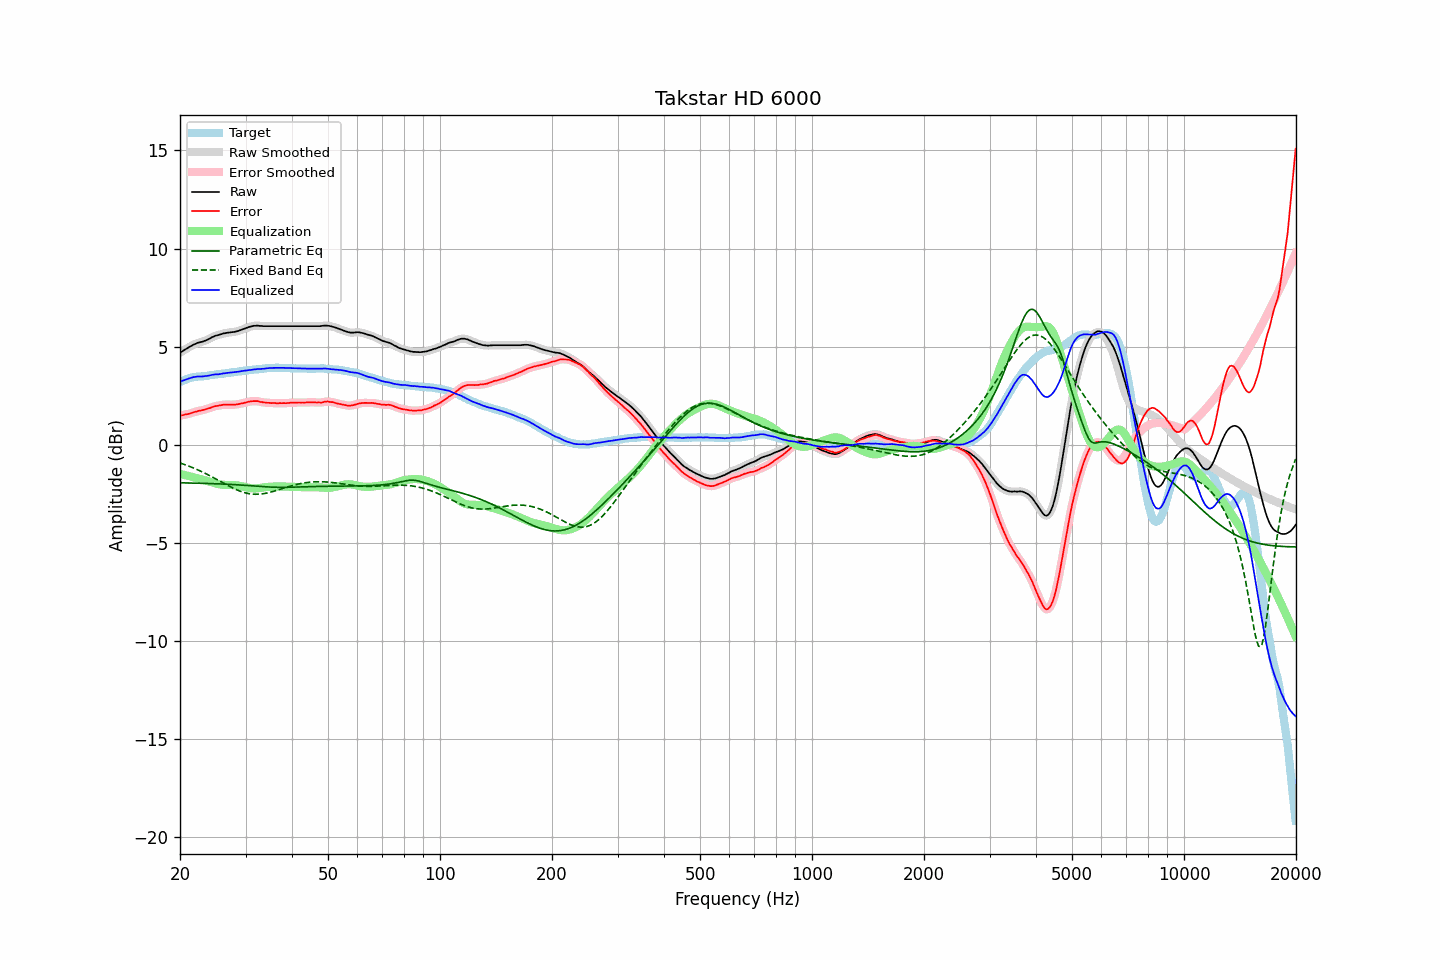 Takstar HD 6000
Target
Raw Smoothed
Error Smoothed
Raw
Error
Equalization
Parametric Eq
Fixed Band Eq
Equalized
15
10
5
0
−5
−10
−15
−20
Amplitude (dBr)
20 50 100 200 500 1000 2000 5000 10000 20000
Frequency (Hz)